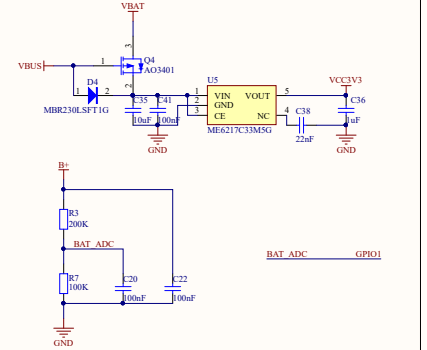 VBAT
3
VBUS
1
Q4
AO3401
2
D4
1
2
MBR230LSFT1G
C35
10uF
C41
100nF
U5
1
VIN
VOUT
5
2
GND
3
CE
NC
4
ME6217C33M5G
VCC3V3
C38
22nF
C36
1uF
GND
GND
B+
R3
200K
BAT_ADC
R7
100K
C20
100nF
C22
100nF
GND
BAT_ADC GPIO1